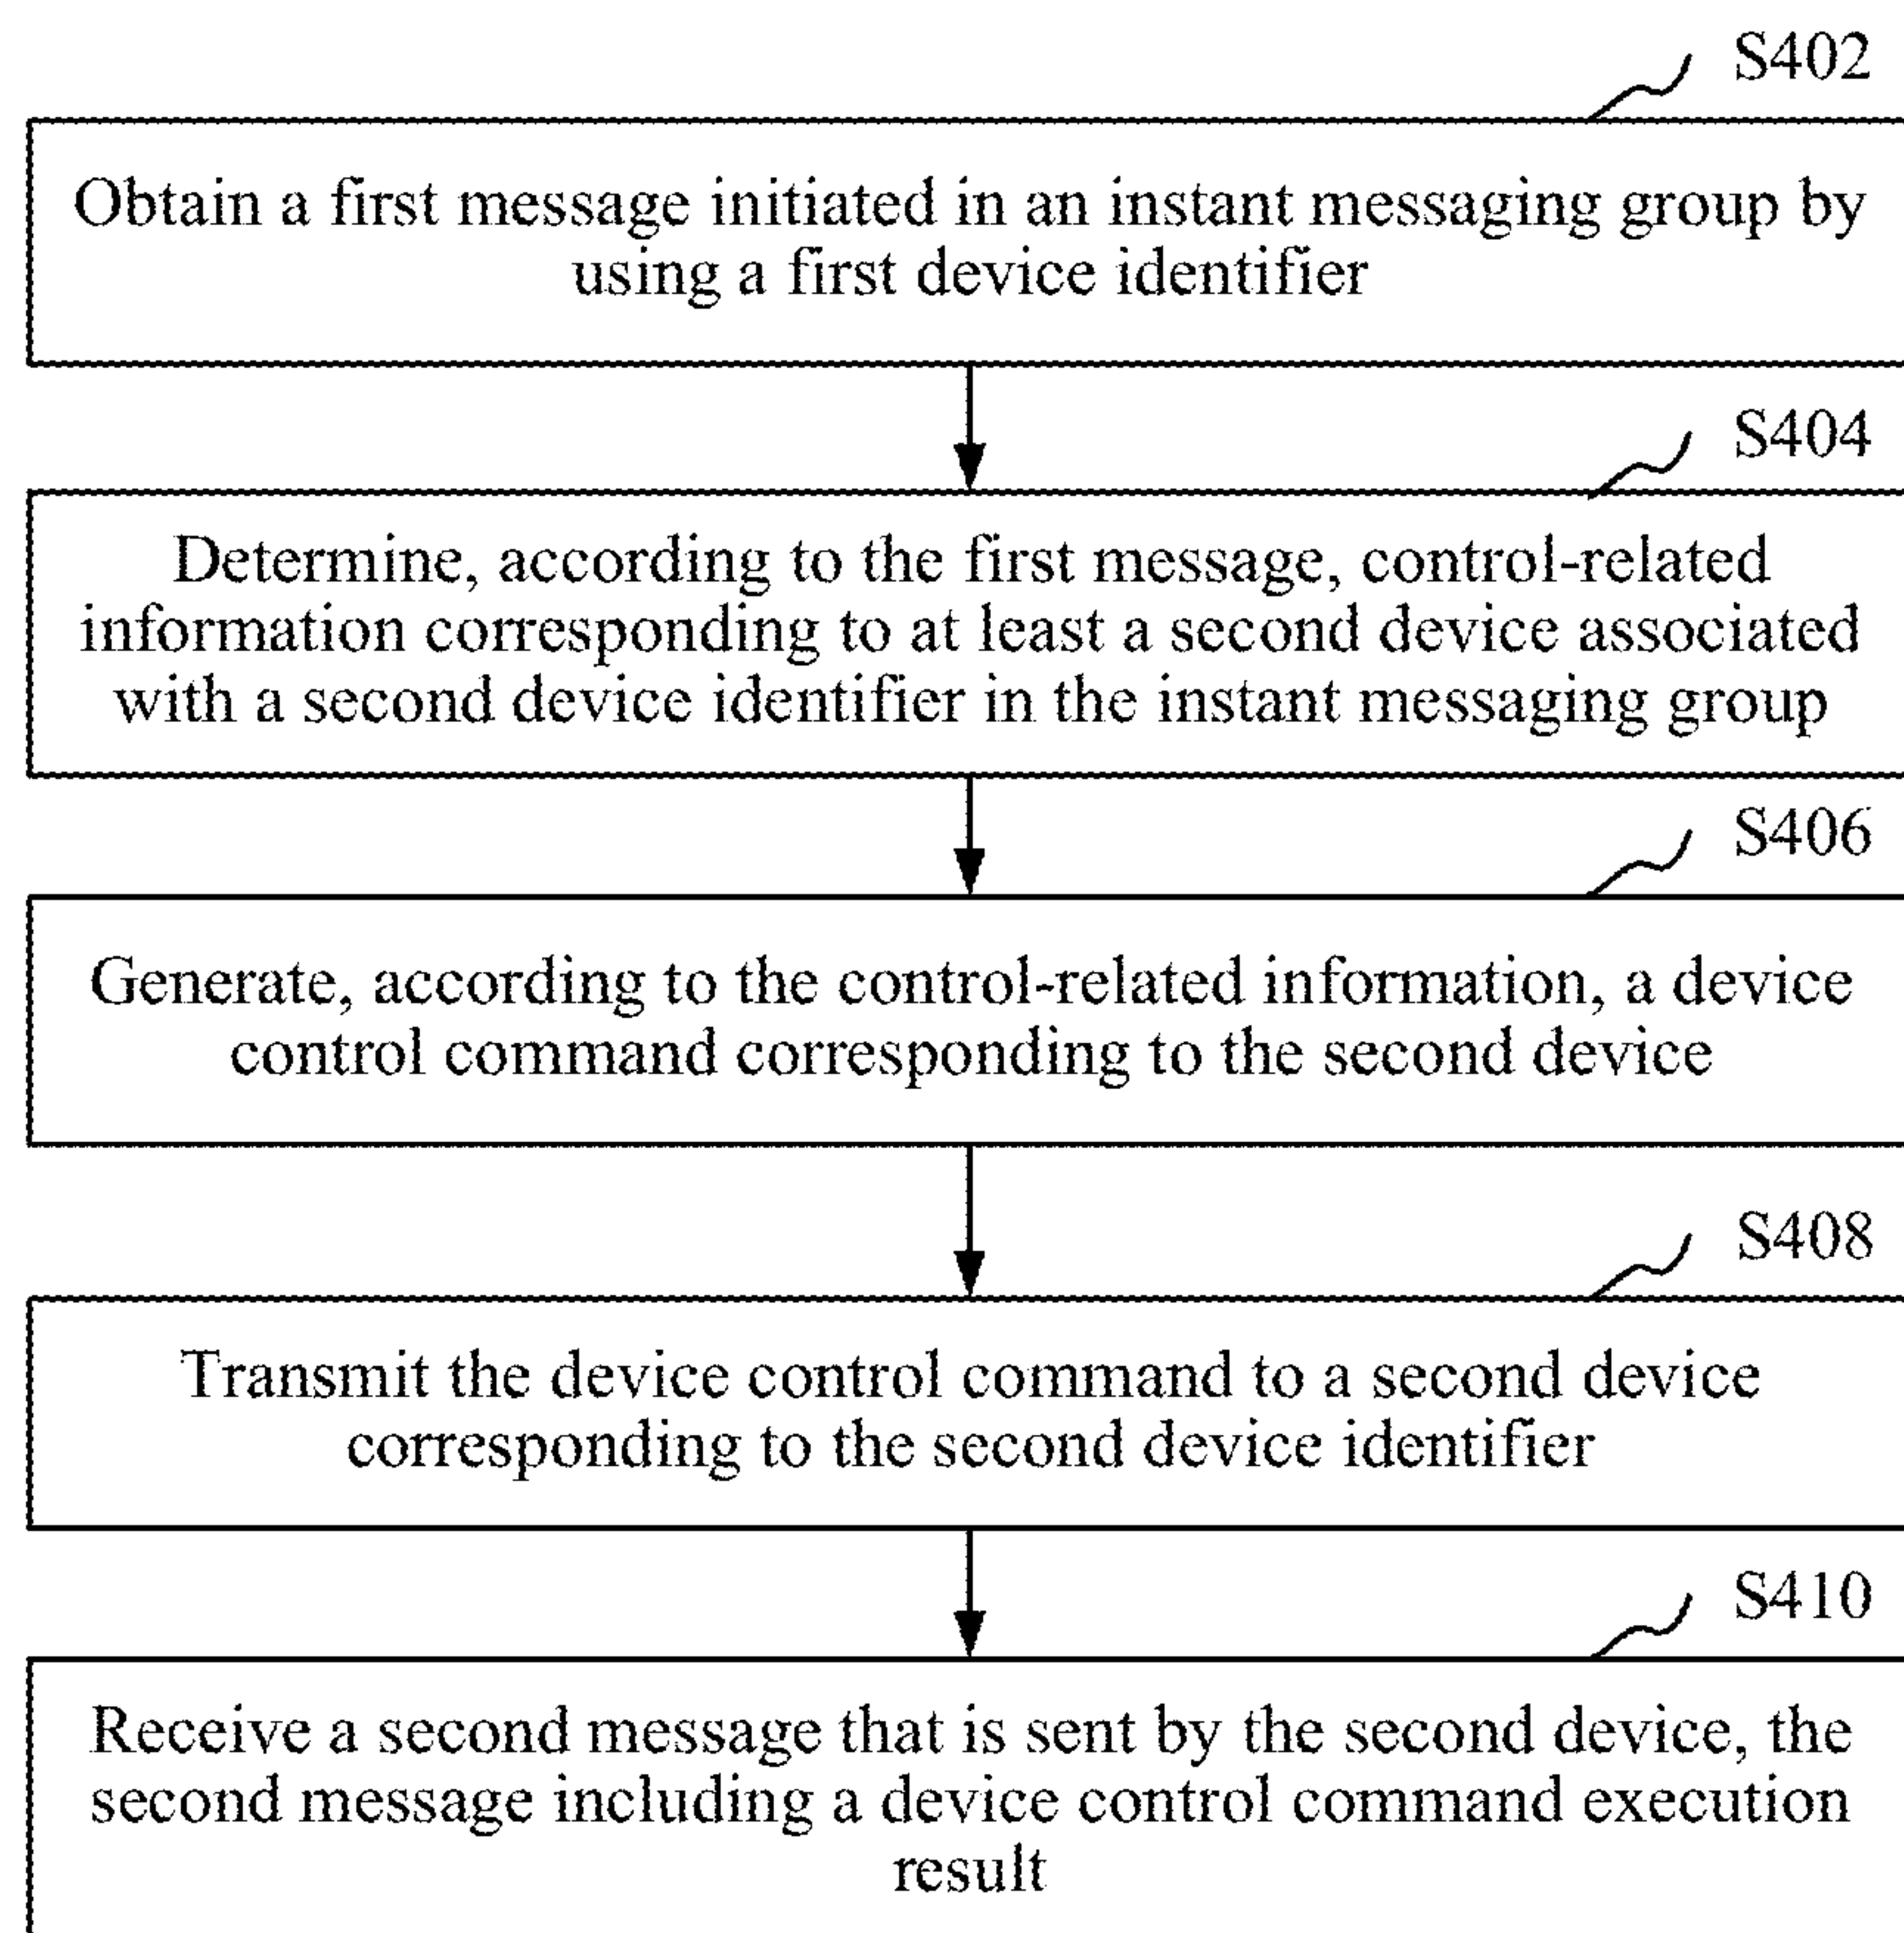 S402
Obtain a first message initiated in an instant messaging group by
using a first device identifier
S404
Determine, according to the first message, control-related
information corresponding to at least a second device associated
with a second device identifier in the instant messaging group
S406
Generate, according to the control-related information, a device
control command corresponding to the second device
S408
Transmit the device control command to a second device
corresponding to the second device identifier
S410
Receive a second message that is sent by the second device, the
second message including a device control command execution
result